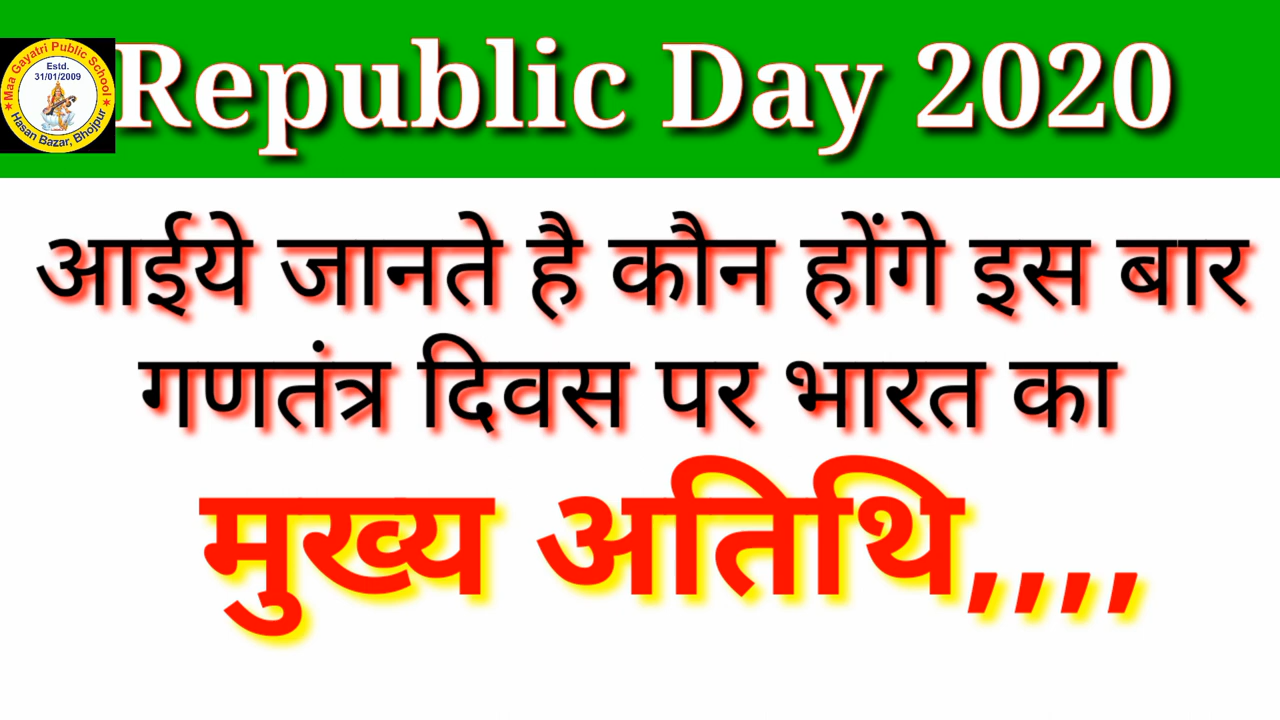 Republic Day 2020
Maa Gayatri Public School
Estd.
31/01/2009
Hasan Bazar, Bhojpur
आईये जानते है कौन होंगे इस बार
गणतंत्र दिवस पर भारत का
मुख्य अतिथि,,,,